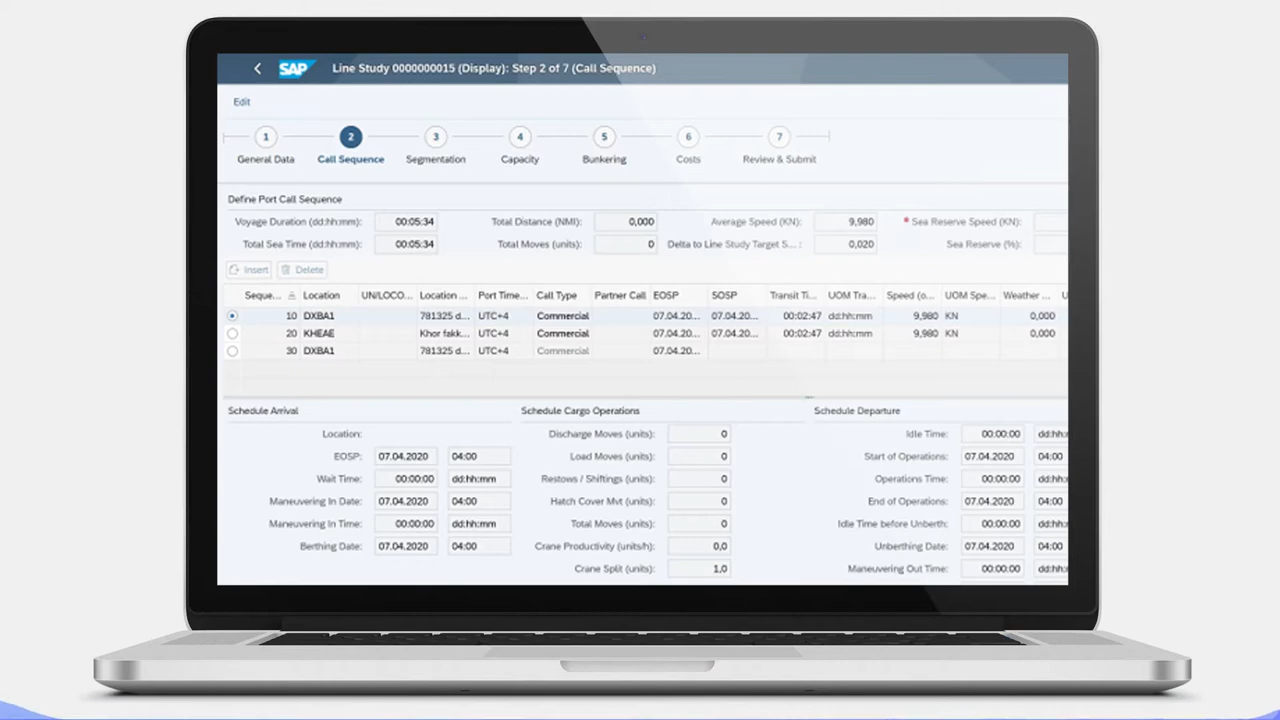 SAP Line Study 0000000015 (Display): Step 2 of 7 (Call Sequence)
Edit
1 2 3 4 5 6 7
General Data Call Sequence Segmentation Capacity Bunkering Costs Review & Submit
Define Port Call Sequence
Voyage Duration (dd:hh:mm): 00:05:34 Total Distance (NMI): 0,000 Average Speed (KN): 9,980 * Sea Reserve Speed (KN):
Total Sea Time (dd:hh:mm): 00:05:34 Total Moves (units): 0 Delta to Line Study Target S... : 0,020 Sea Reserve (%):
Insert Delete
Seque... Location UN/LOCO... Location ... Port Time... Call Type Partner Call EOSP SOSP Transit Ti... UOM Tra... Speed (o... UOM Spe... Weather ... U
10 DXBA1 781325 d... UTC+4 Commercial 07.04.20... 07.04.20... 00:02:47 dd:hh:mm 9,980 KN 0,000
20 KHEAE Khor fakk... UTC+4 Commercial 07.04.20... 07.04.20... 00:02:47 dd:hh:mm 9,980 KN 0,000
30 DXBA1 781325 d... UTC+4 Commercial 07.04.20...
Schedule Arrival Schedule Cargo Operations Schedule Departure
Location: Discharge Moves (units): 0 Idle Time: 00:00:00 dd:hh:
EOSP: 07.04.2020 04:00 Load Moves (units): 0 Start of Operations: 07.04.2020 04:00
Wait Time: 00:00:00 dd:hh:mm Restows / Shiftings (units): 0 Operations Time: 00:00:00 dd:hh:
Maneuvering In Date: 07.04.2020 04:00 Hatch Cover Mvt (units): 0 End of Operations: 07.04.2020 04:00
Maneuvering In Time: 00:00:00 dd:hh:mm Total Moves (units): 0 Idle Time before Unberth: 00:00:00 dd:hh:
Berthing Date: 07.04.2020 04:00 Crane Productivity (units/h): 0,0 Unberthing Date: 07.04.2020 04:00
Crane Split (units): 1,0 Maneuvering Out Time: 00:00:00 dd:hh: